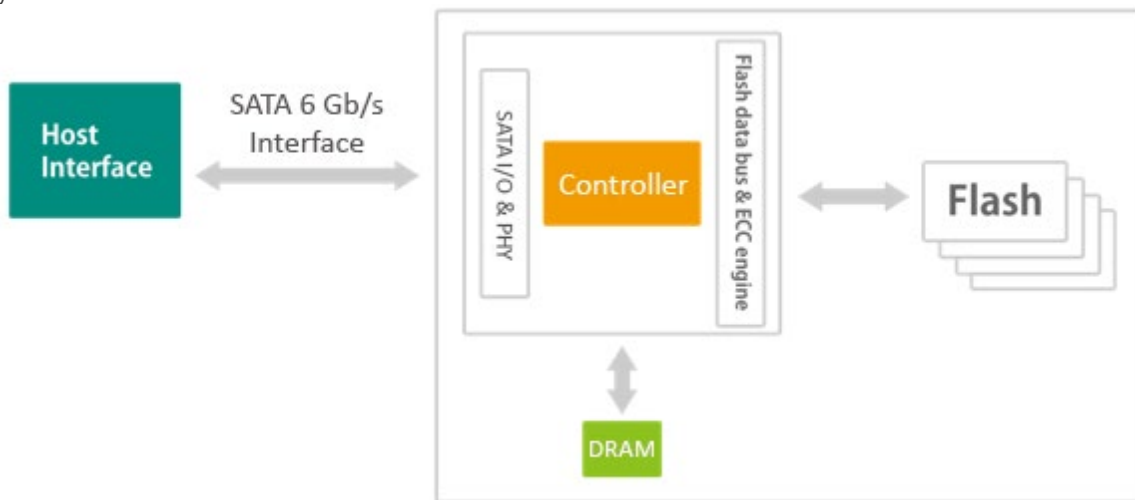 Host
Interface
SATA 6 Gb/s
Interface
SATA I/O & PHY
Controller
Flash data bus & ECC engine
Flash
DRAM